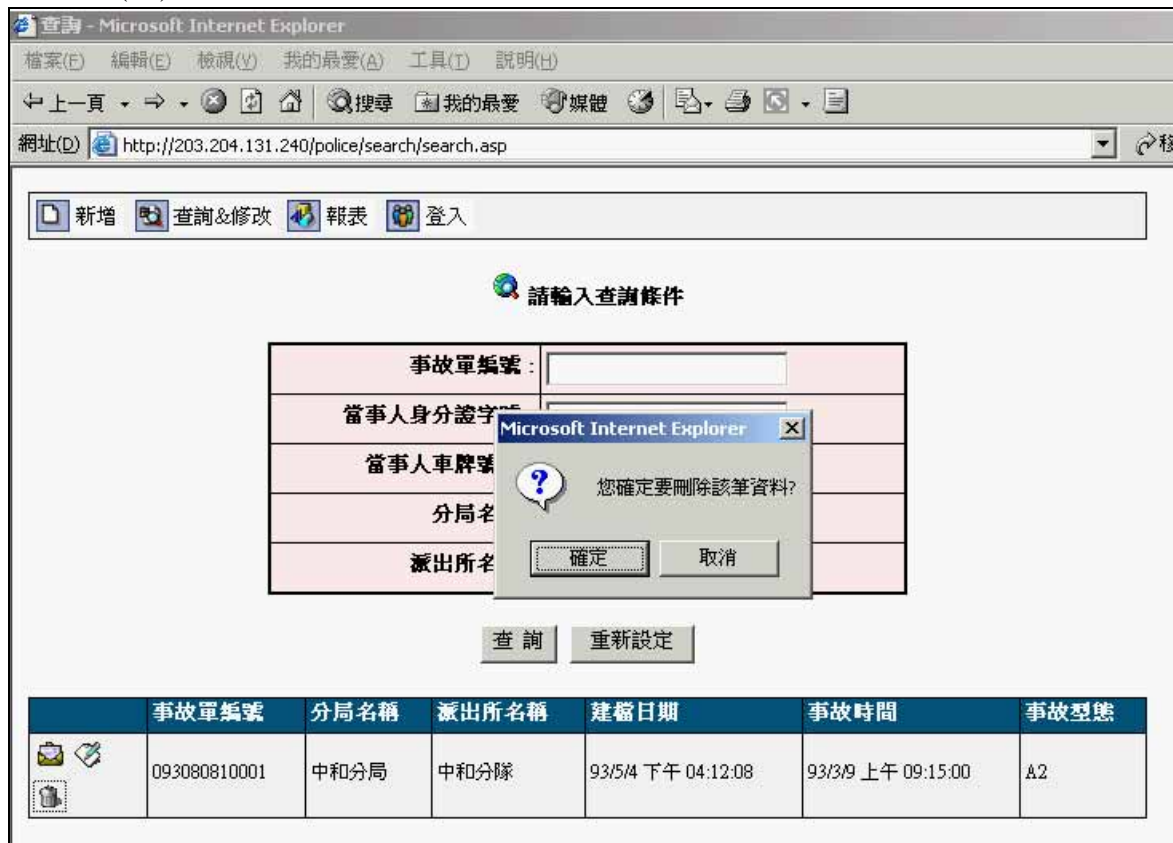 查詢 - Microsoft Internet Explorer
檔案(F) 編輯(E) 檢視(V) 我的最愛(A) 工具(T) 說明(H)
上一頁 搜尋 我的最愛 媒體
網址(D) http://203.204.131.240/police/search/search.asp 移
新增 查詢&修改 報表 登入
請輸入查詢條件
事故單編號：
當事人身分證字號
當事人車牌號
分局名
派出所名
Microsoft Internet Explorer
您確定要刪除該筆資料?
確定 取消
查 詢 重新設定
事故單編號 分局名稱 派出所名稱 建檔日期 事故時間 事故型態
093080810001 中和分局 中和分隊 93/5/4 下午 04:12:08 93/3/9 上午 09:15:00 A2